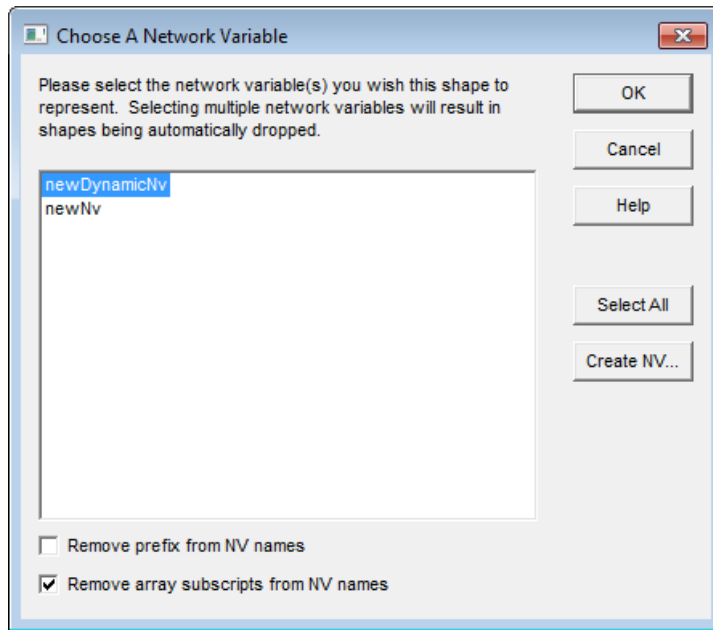 Choose A Network Variable
Please select the network variable(s) you wish this shape to
represent. Selecting multiple network variables will result in
shapes being automatically dropped.
OK
Cancel
Help
newDynamicNv
newNv
Select All
Create NV...
Remove prefix from NV names
Remove array subscripts from NV names